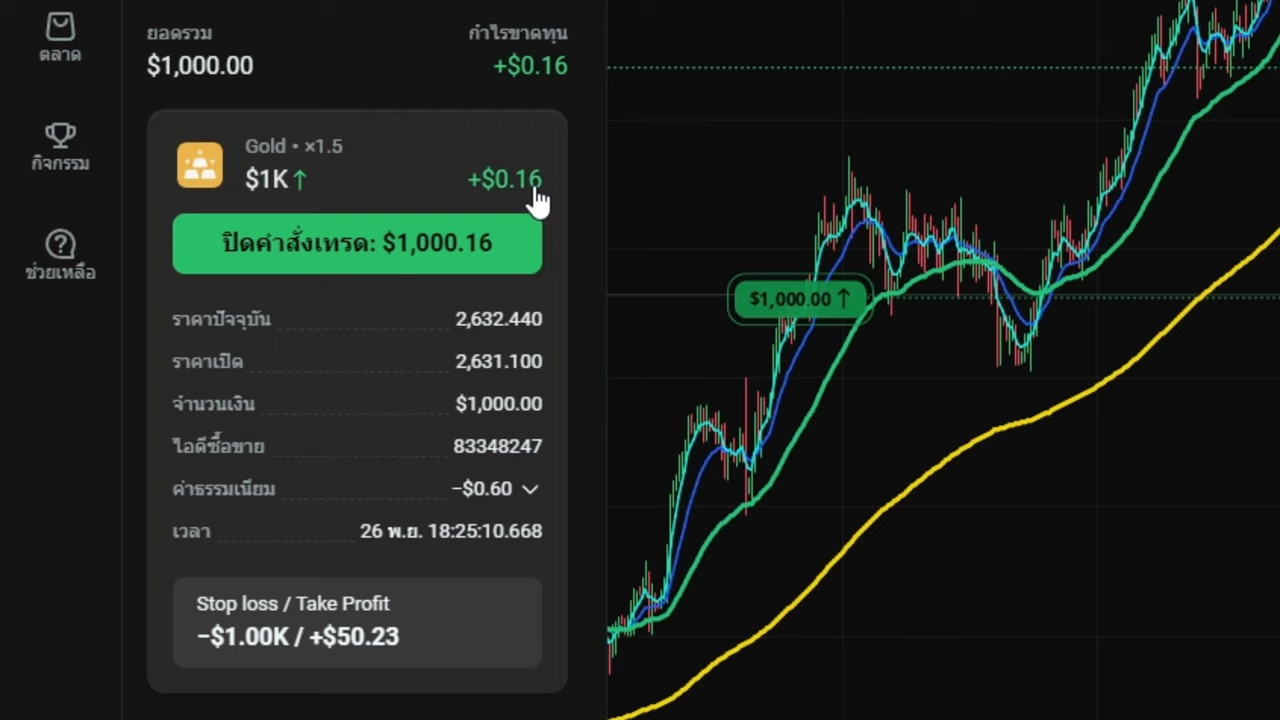 ตลาด
กิจกรรม
ช่วยเหลือ
ยอดรวม กำไรขาดทุน
$1,000.00 +$0.16
Gold • ×1.5
$1K↑ +$0.16
ปิดคำสั่งเทรด: $1,000.16
ราคาปัจจุบัน 2,632.440
ราคาเปิด 2,631.100
จำนวนเงิน $1,000.00
ไอดีซื้อขาย 83348247
ค่าธรรมเนียม −$0.60
เวลา 26 พ.ย. 18:25:10.668
Stop loss / Take Profit
−$1.00K / +$50.23
$1,000.00 ↑